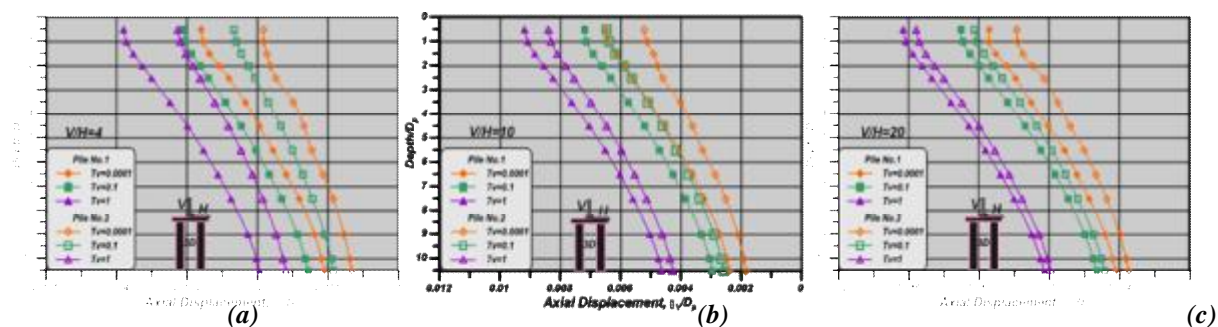 V/H=4
Pile No.1
Tv=0.0001
Tv=0.1
Tv=1
Pile No.2
Tv=0.0001
Tv=0.1
Tv=1
V
H
3D
Axial Displacement,
(a)
0
1
2
3
4
5
6
7
8
9
10
Depth/Dp
V/H=10
Pile No.1
Tv=0.0001
Tv=0.1
Tv=1
Pile No.2
Tv=0.0001
Tv=0.1
Tv=1
V
H
3D
0.012 0.01 0.008 0.006 0.004 0.002 0
Axial Displacement, /Dp
(b)
V/H=20
Pile No.1
Tv=0.0001
Tv=0.1
Tv=1
Pile No.2
Tv=0.0001
Tv=0.1
Tv=1
V
H
3D
Axial Displacement,
(c)